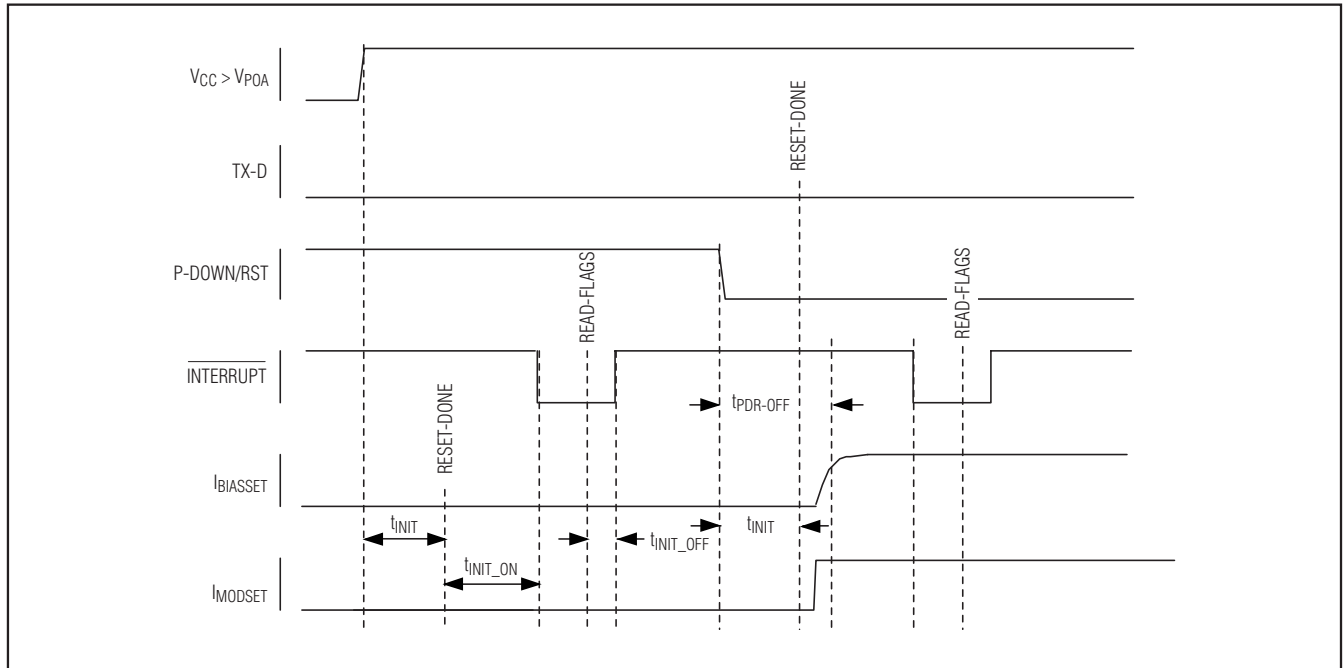 VCC > VPOA
RESET-DONE
TX-D
P-DOWN/RST
READ-FLAGS
READ-FLAGS
INTERRUPT
tPDR-OFF
RESET-DONE
IBIASSET
tINIT
tINIT_OFF
tINIT
tINIT_ON
IMODSET